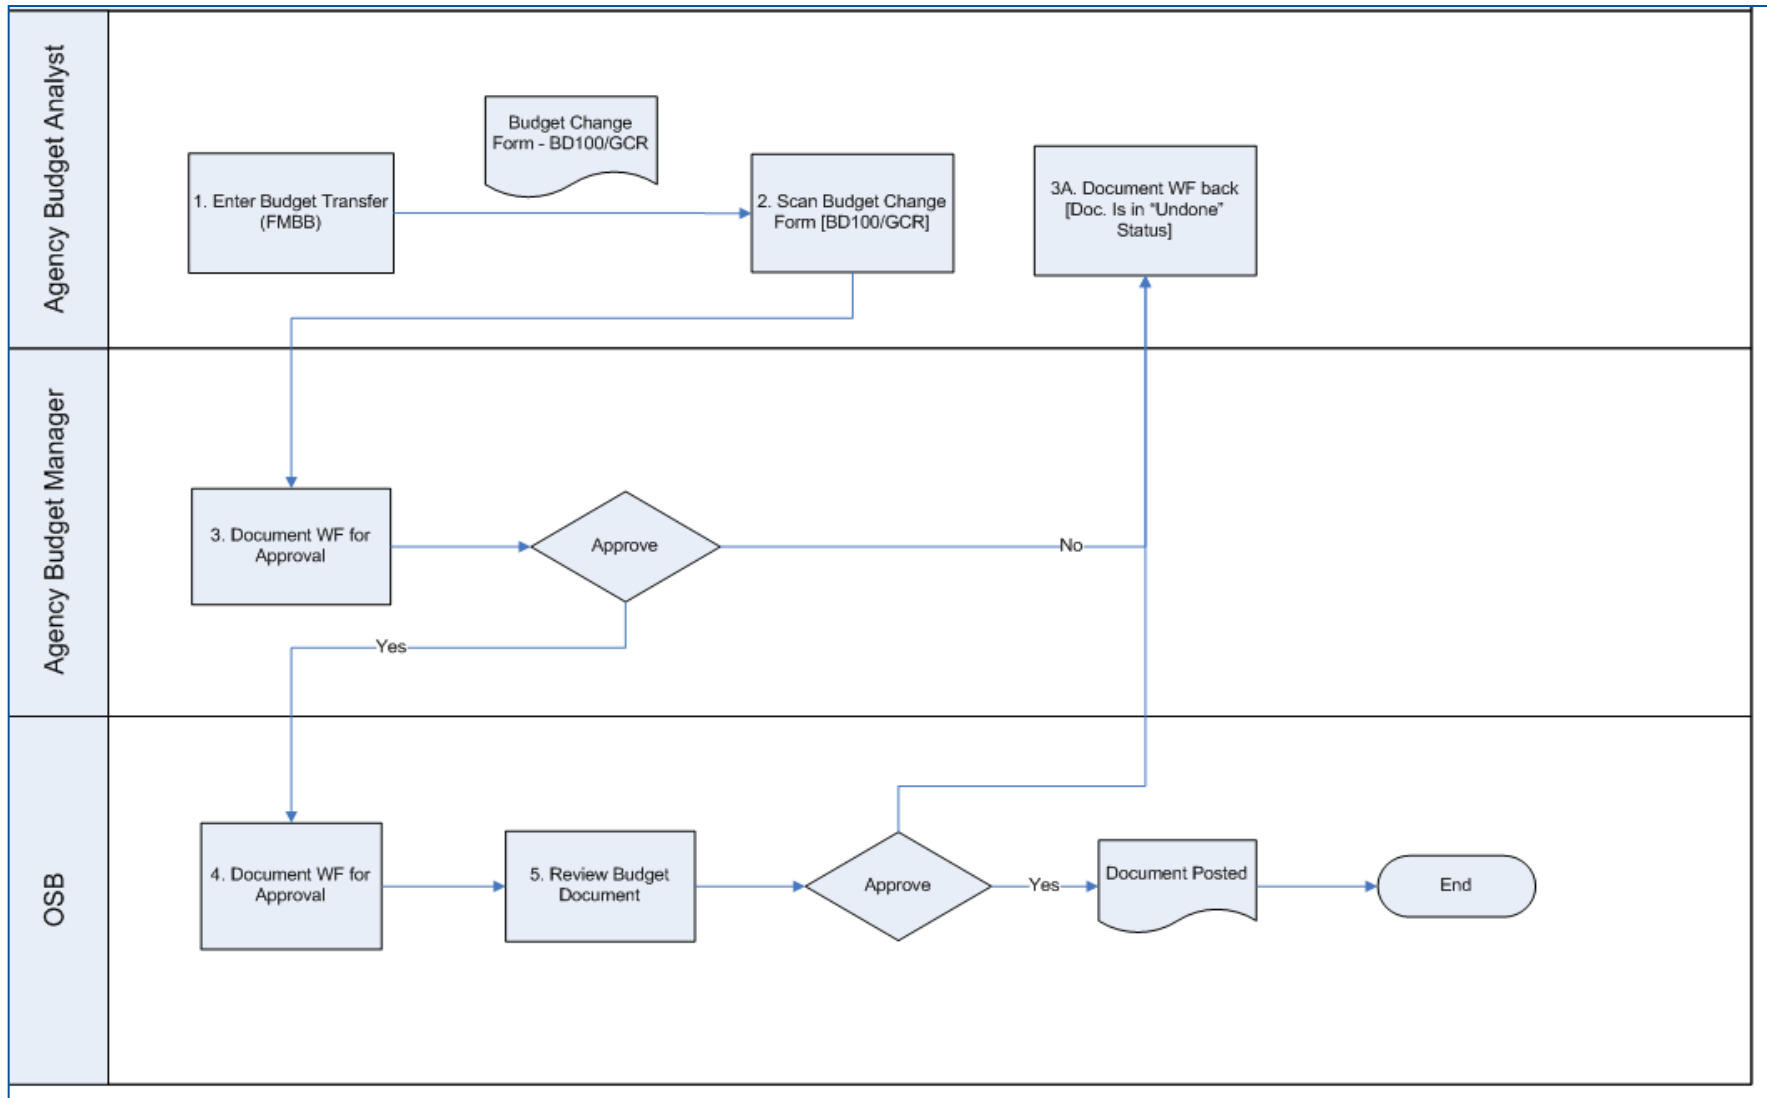 Agency Budget Analyst
Budget Change
Form - BD100/GCR
1. Enter Budget Transfer
(FMBB)
2. Scan Budget Change
Form [BD100/GCR]
3A. Document WF back
[Doc. Is in “Undone”
Status]
Agency Budget Manager
3. Document WF for
Approval
Approve
No
Yes
OSB
4. Document WF for
Approval
5. Review Budget
Document
Approve
Yes
Document Posted
End